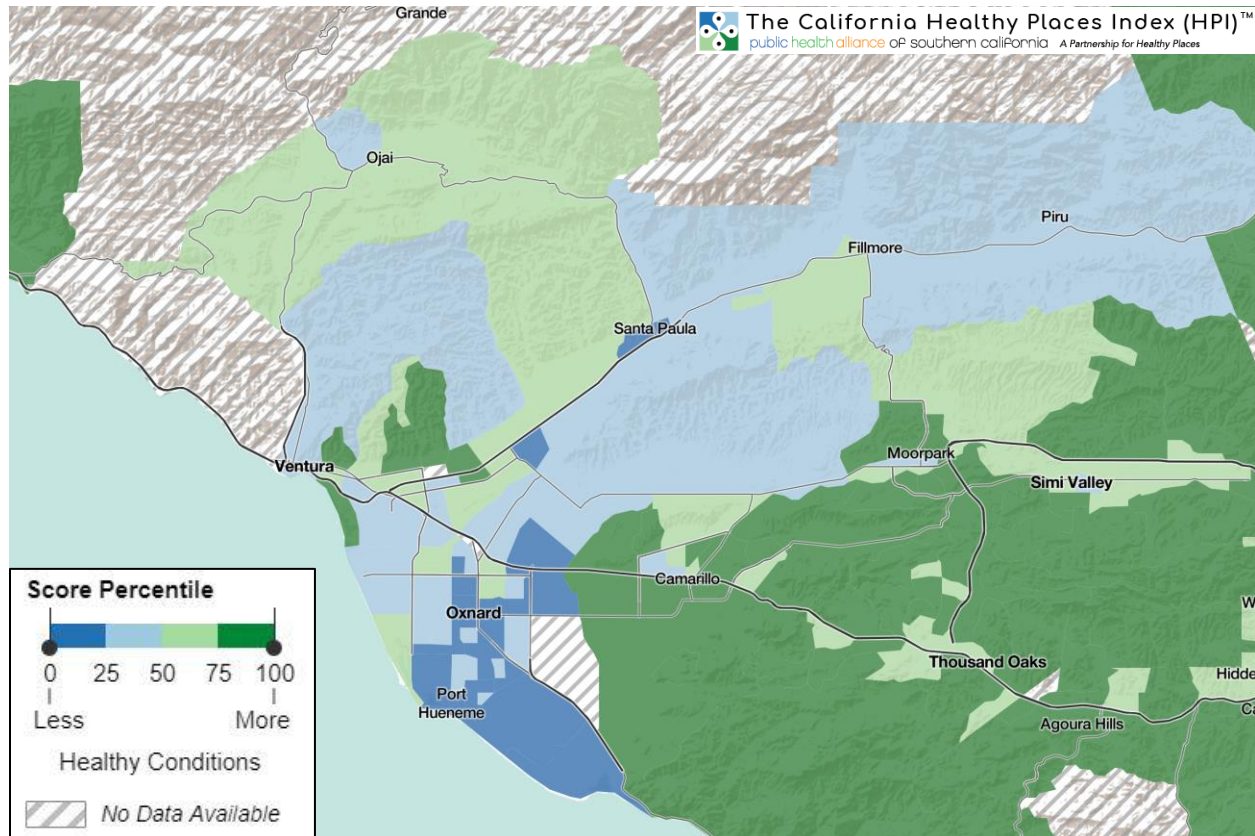 Grande
The California Healthy Places Index (HPI)™
public health alliance of southern california A Partnership for Healthy Places
Ojai
Piru
Fillmore
Santa Paula
Moorpark
Ventura
Simi Valley
Camarillo
Oxnard
Thousand Oaks
Hidde
Port
Hueneme
Agoura Hills
Ca
W
Score Percentile
0 25 50 75 100
Less More
Healthy Conditions
No Data Available